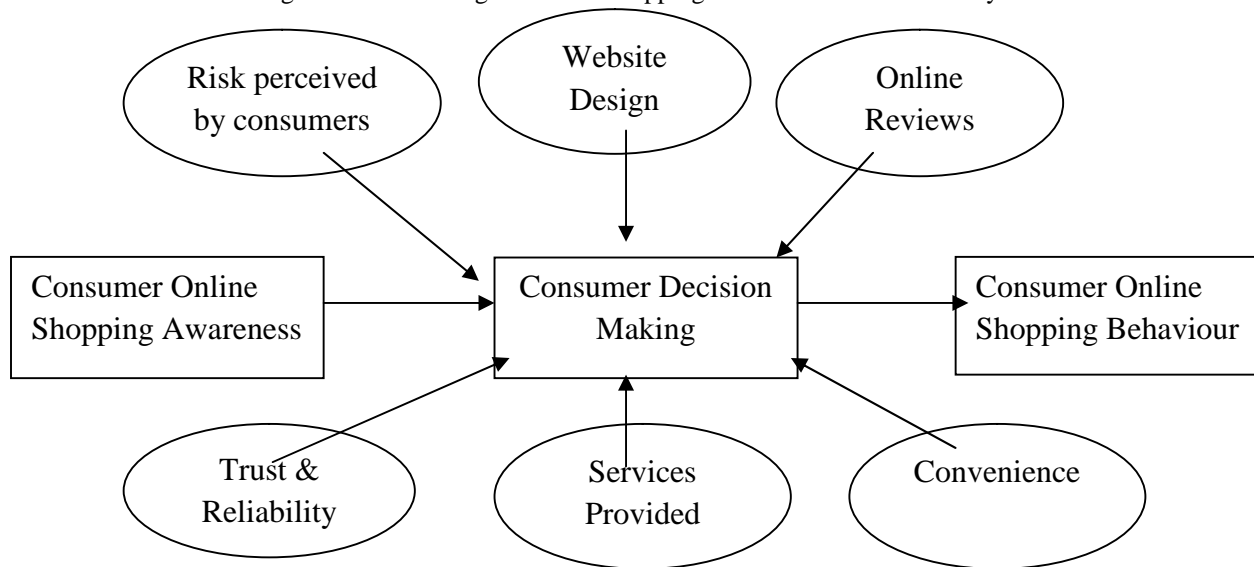 Risk perceived
by consumers
Website
Design
Online
Reviews
Consumer Online
Shopping Awareness
Consumer Decision
Making
Consumer Online
Shopping Behaviour
Trust &
Reliability
Services
Provided
Convenience